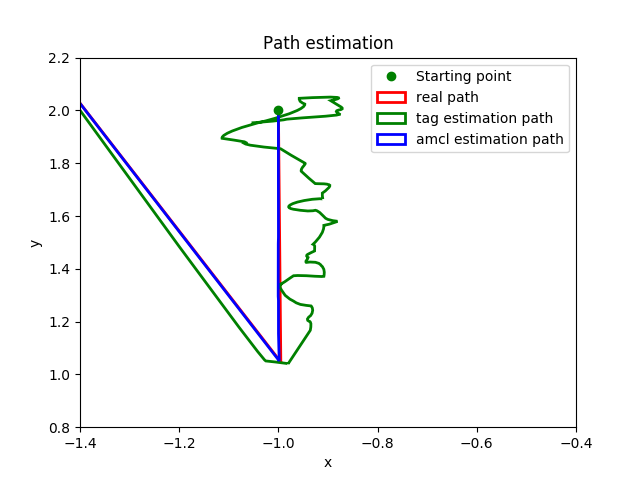 Path estimation
Starting point
real path
tag estimation path
amcl estimation path
2.2
2.0
1.8
1.6
1.4
1.2
1.0
0.8
y
−1.4 −1.2 −1.0 −0.8 −0.6 −0.4
x